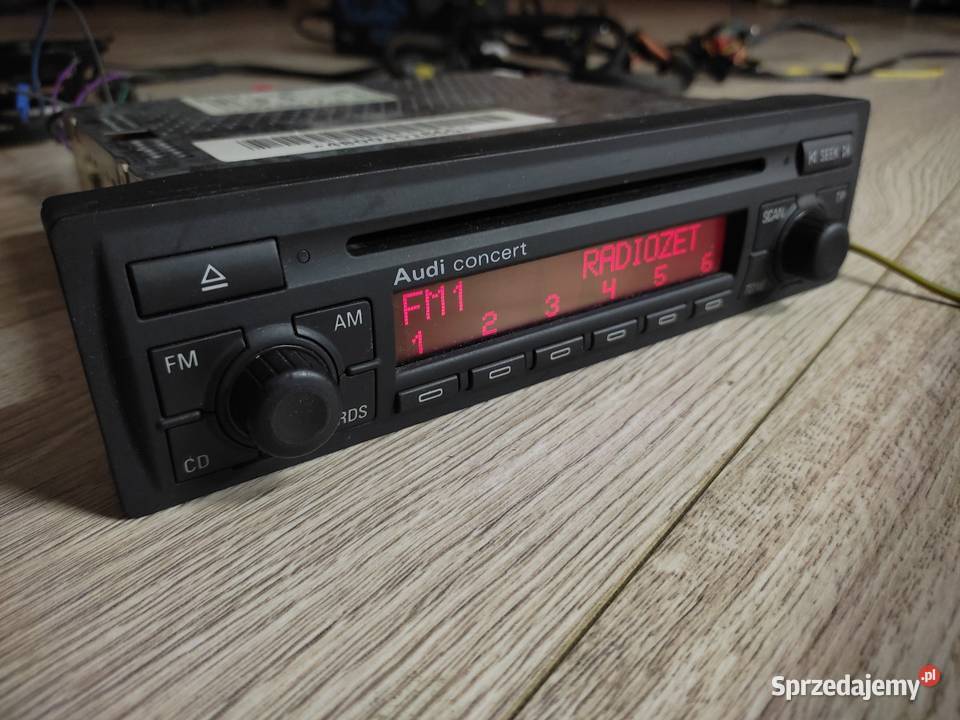 SEEK
SCAN
TP
Audi concert
FM1 RADIOZET
1 2 3 4 5 6
AM
FM
RDS
CD
Sprzedajemy.pl